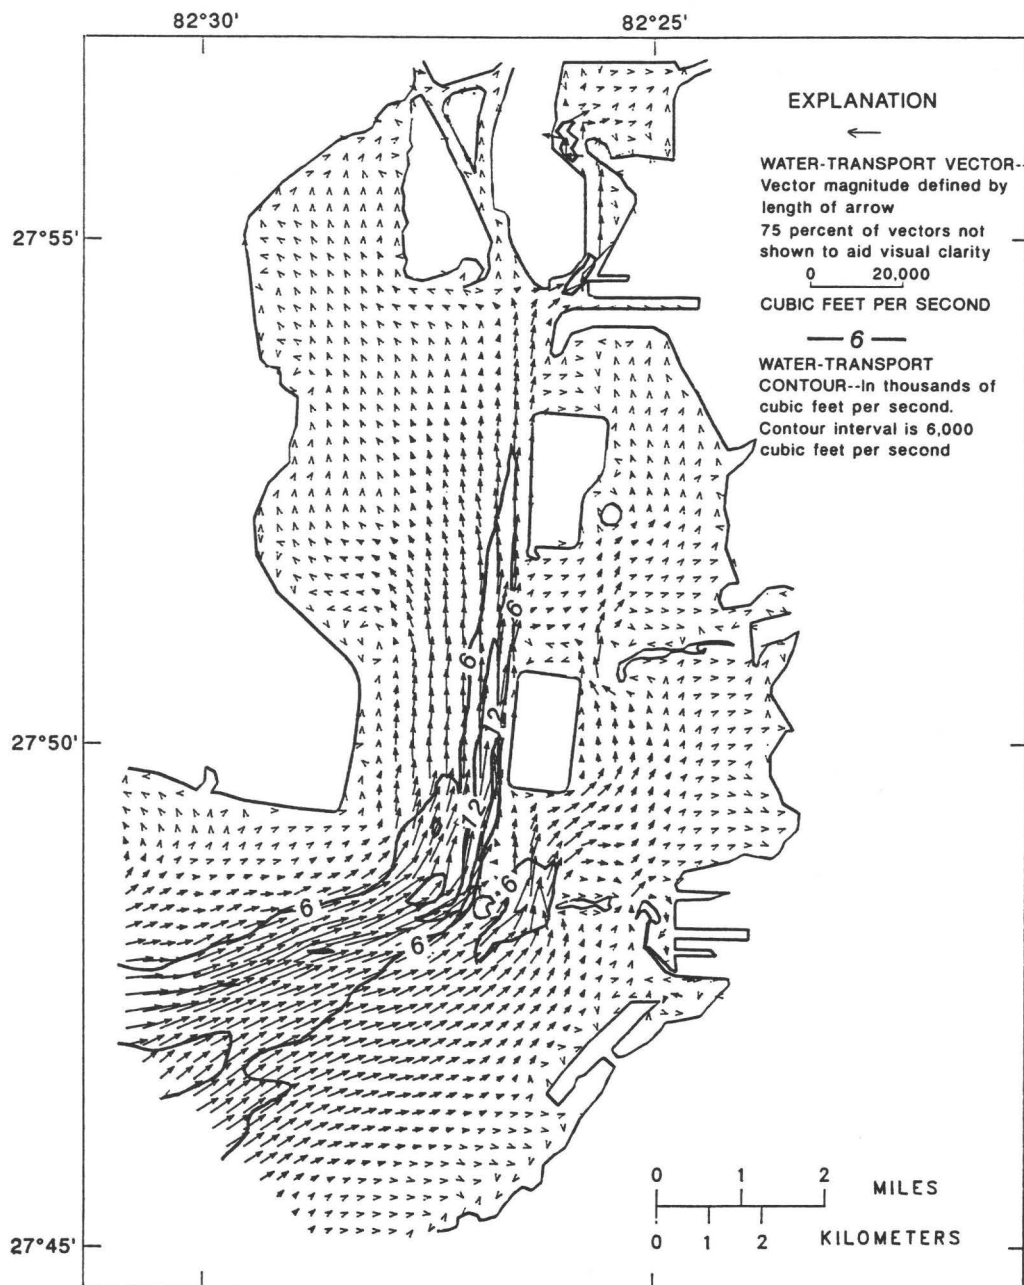 82°30'
82°25'
EXPLANATION
WATER-TRANSPORT VECTOR--
Vector magnitude defined by
length of arrow
75 percent of vectors not
shown to aid visual clarity
0 20,000
CUBIC FEET PER SECOND
6
WATER-TRANSPORT
CONTOUR--In thousands of
cubic feet per second.
Contour interval is 6,000
cubic feet per second
27°55'
6
6
12
27°50'
12
6
6
6
0 1 2
MILES
0 1 2
KILOMETERS
27°45'